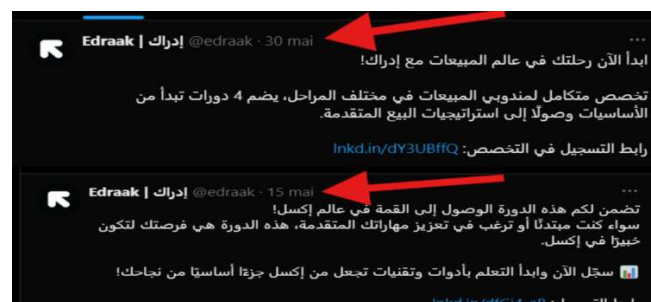 Edraak | إدراك @edraak · 30 mai
ابدأ الآن رحلتك في عالم المبيعات مع إدراك!
تخصص متكامل لمندوبي المبيعات في مختلف المراحل، يضم 4 دورات تبدأ من
الأساسيات وصولًا إلى استراتيجيات البيع المتقدمة.
رابط التسجيل في التخصص: lnkd.in/dY3UBffQ
Edraak | إدراك @edraak · 15 mai
تضمن لكم هذه الدورة الوصول إلى القمة في عالم إكسل!
سواء كنت مبتدئًا أو ترغب في تعزيز مهاراتك المتقدمة، هذه الدورة هي فرصتك لتكون
خبيرًا في إكسل.
📊 سجّل الآن وابدأ التعلم بأدوات وتقنيات تجعل من إكسل جزءًا أساسيًا من نجاحك!